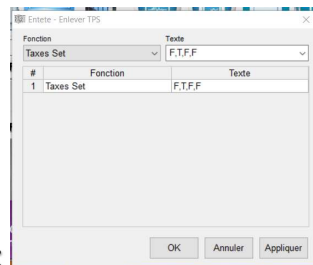 Entete - Enlever TPS
Fonction Texte
Taxes Set F,T,F,F
# Fonction Texte
1 Taxes Set F,T,F,F
OK Annuler Appliquer